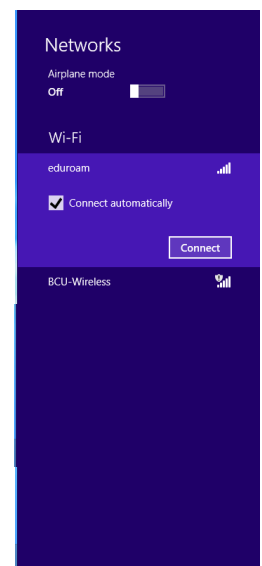 Networks
Airplane mode
Off
Wi-Fi
eduroam
Connect automatically
Connect
BCU-Wireless